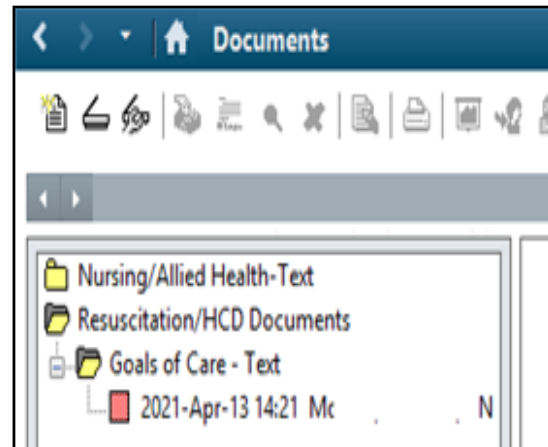 Documents
Nursing/Allied Health-Text
Resuscitation/HCD Documents
Goals of Care - Text
2021-Apr-13 14:21 Mc . . N